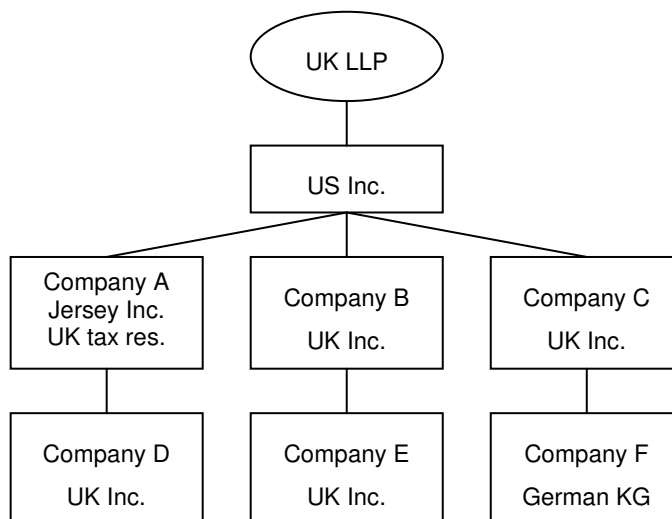 UK LLP
US Inc.
Company A
Jersey Inc.
UK tax res.
Company B
UK Inc.
Company C
UK Inc.
Company D
UK Inc.
Company E
UK Inc.
Company F
German KG